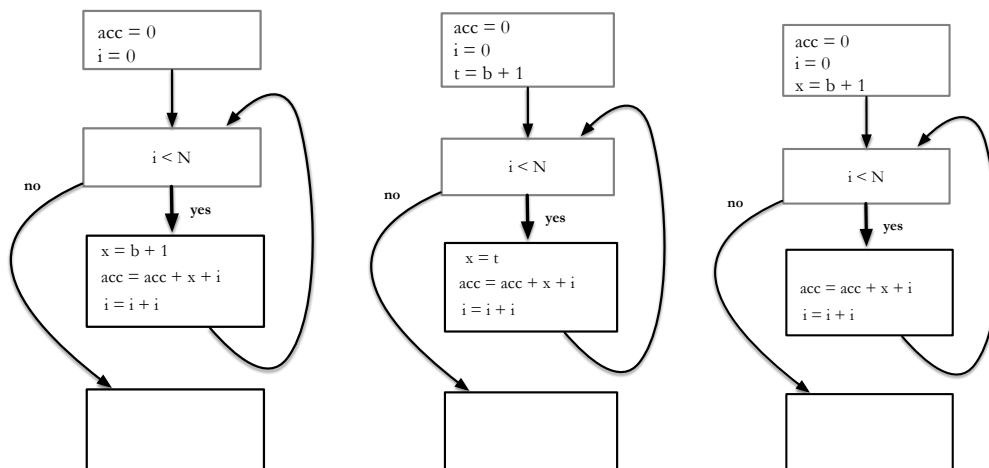 acc = 0
i = 0
i < N
no
yes
x = b + 1
acc = acc + x + i
i = i + i
acc = 0
i = 0
t = b + 1
i < N
no
yes
x = t
acc = acc + x + i
i = i + i
acc = 0
i = 0
x = b + 1
i < N
no
yes
acc = acc + x + i
i = i + i